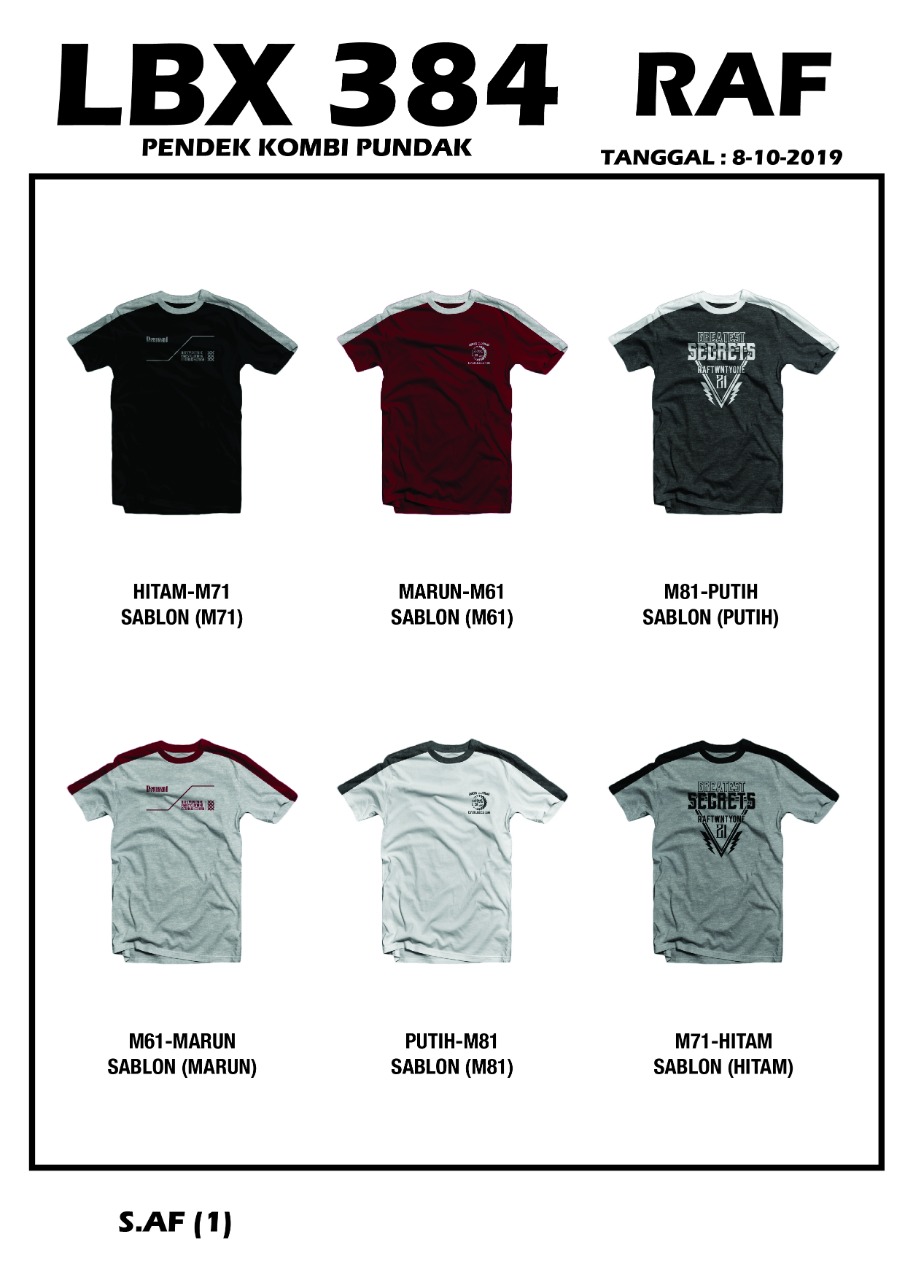 LBX 384
RAF
PENDEK KOMBI PUNDAK
TANGGAL : 8-10-2019
GREATEST
SECRETS
RAFTWNTYONE
21
HITAM-M71
SABLON (M71)
MARUN-M61
SABLON (M61)
M81-PUTIH
SABLON (PUTIH)
GREATEST
SECRETS
RAFTWNTYONE
21
M61-MARUN
SABLON (MARUN)
PUTIH-M81
SABLON (M81)
M71-HITAM
SABLON (HITAM)
S.AF (1)